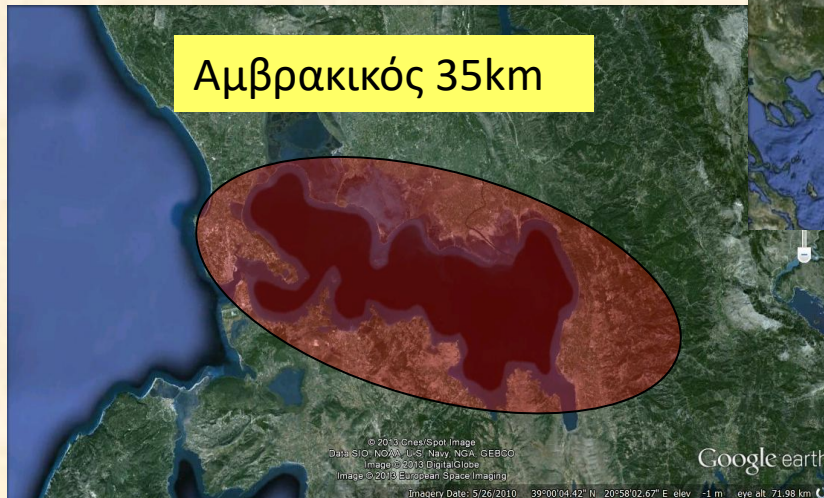 Αμβρακικός 35km
© 2013 Cnes/Spot Image
Data SIO, NOAA, U.S. Navy, NGA, GEBCO
Image © 2013 DigitalGlobe
Image © 2013 European Space Imaging
Google earth
Imagery Date: 5/26/2010 39°00'04.42" N 20°58'02.67" E elev -1 m eye alt 71.98 km